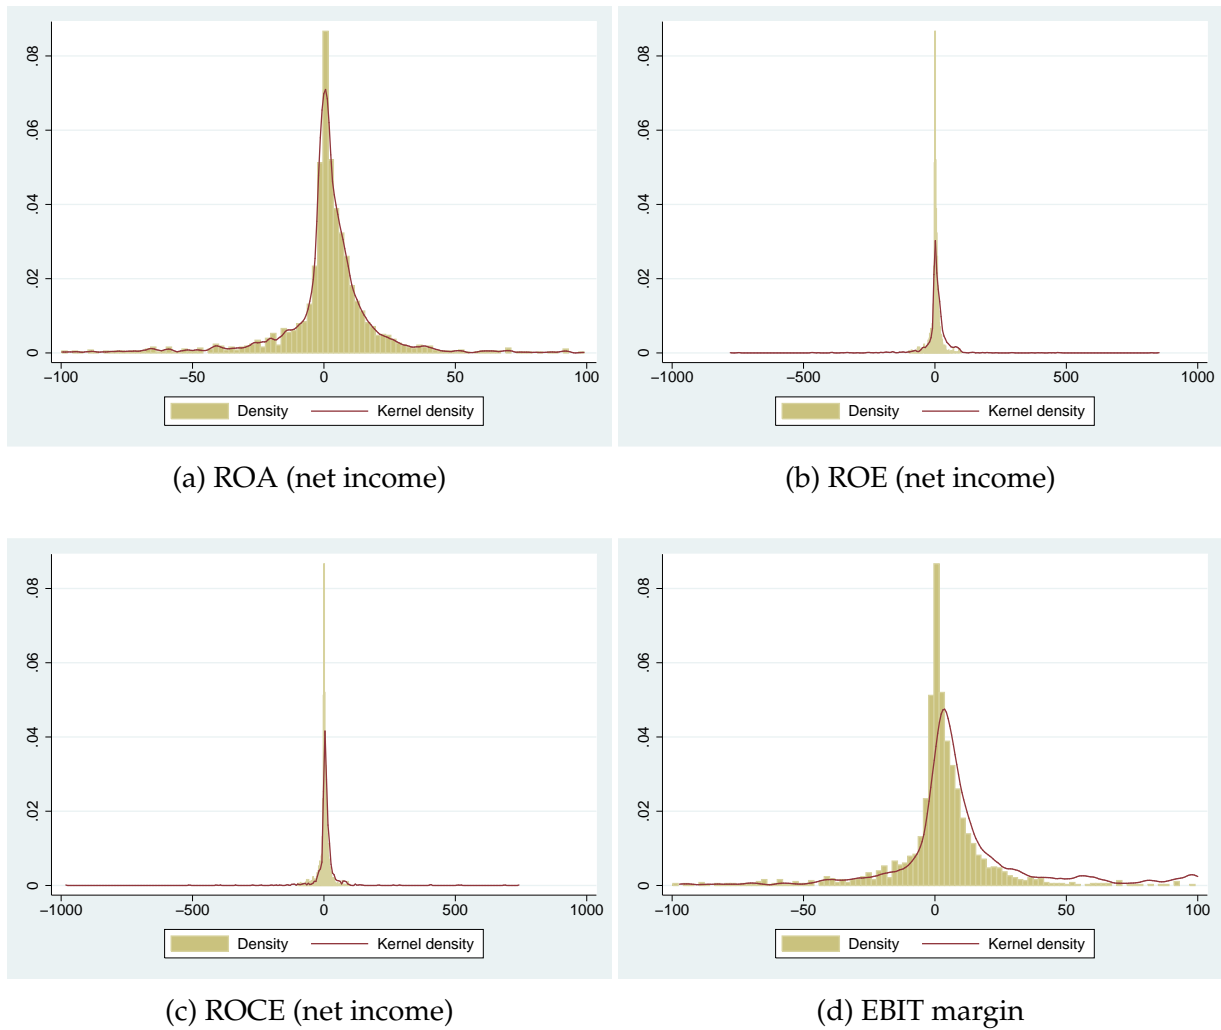 .08
.06
.04
.02
0
−100 −50 0 50 100
Density Kernel density
(a) ROA (net income)
.08
.06
.04
.02
0
−1000 −500 0 500 1000
Density Kernel density
(b) ROE (net income)
.08
.06
.04
.02
0
−1000 −500 0 500 1000
Density Kernel density
(c) ROCE (net income)
.08
.06
.04
.02
0
−100 −50 0 50 100
Density Kernel density
(d) EBIT margin